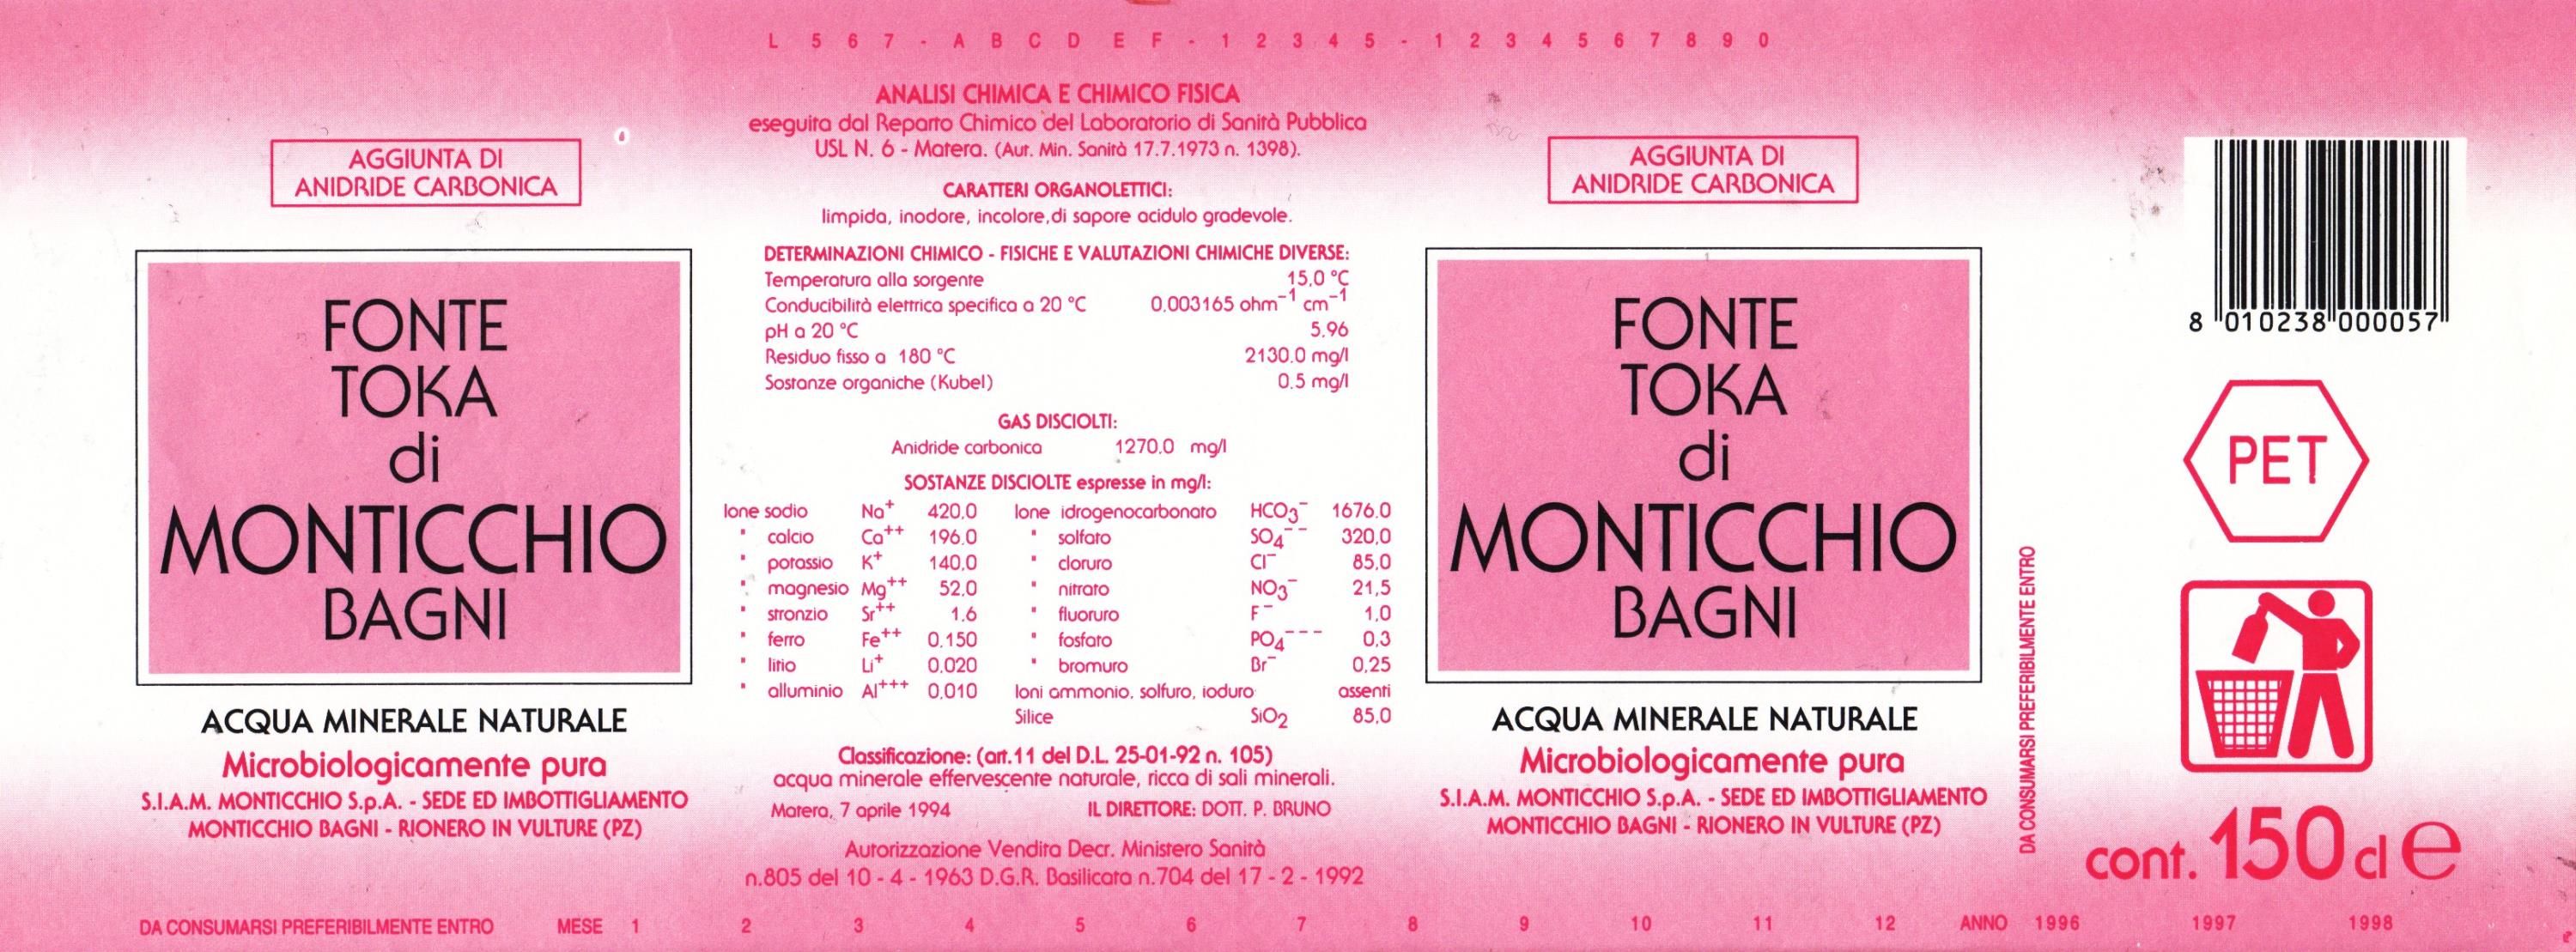 L 5 6 7 - A B C D E F - 1 2 3 4 5 - 1 2 3 4 5 6 7 8 9 0
AGGIUNTA DI
ANIDRIDE CARBONICA
FONTE
TOKA
di
MONTICCHIO
BAGNI
ACQUA MINERALE NATURALE
Microbiologicamente pura
S.I.A.M. MONTICCHIO S.p.A. - SEDE ED IMBOTTIGLIAMENTO
MONTICCHIO BAGNI - RIONERO IN VULTURE (PZ)
ANALISI CHIMICA E CHIMICO FISICA
eseguita dal Reparto Chimico del Laboratorio di Sanità Pubblica
USL N. 6 - Matera. (Aut. Min. Sanità 17.7.1973 n. 1398).
CARATTERI ORGANOLETTICI:
limpida, inodore, incolore,di sapore acidulo gradevole.
DETERMINAZIONI CHIMICO - FISICHE E VALUTAZIONI CHIMICHE DIVERSE:
Temperatura alla sorgente 15,0 °C
Conducibilità elettrica specifica a 20 °C 0.003165 ohm⁻¹ cm⁻¹
pH a 20 °C 5.96
Residuo fisso a 180 °C 2130.0 mg/l
Sostanze organiche (Kubel) 0.5 mg/l
GAS DISCIOLTI:
Anidride carbonica 1270.0 mg/l
SOSTANZE DISCIOLTE espresse in mg/l:
Ione sodio Na⁺ 420,0 Ione idrogenocarbonato HCO₃⁻ 1676.0
" calcio Ca⁺⁺ 196.0 " solfato SO₄⁻⁻ 320,0
" potassio K⁺ 140,0 " cloruro Cl⁻ 85,0
" magnesio Mg⁺⁺ 52,0 " nitrato NO₃⁻ 21,5
" stronzio Sr⁺⁺ 1.6 " fluoruro F⁻ 1,0
" ferro Fe⁺⁺ 0.150 " fosfato PO₄⁻⁻⁻ 0.3
" litio Li⁺ 0.020 " bromuro Br⁻ 0,25
" alluminio Al⁺⁺⁺ 0,010 Ioni ammonio, solfuro, ioduro assenti
Silice SiO₂ 85,0
Classificazione: (art.11 del D.L. 25-01-92 n. 105)
acqua minerale effervescente naturale, ricca di sali minerali.
Matera, 7 aprile 1994 IL DIRETTORE: DOTT. P. BRUNO
Autorizzazione Vendita Decr. Ministero Sanità
n.805 del 10 - 4 - 1963 D.G.R. Basilicata n.704 del 17 - 2 - 1992
AGGIUNTA DI
ANIDRIDE CARBONICA
FONTE
TOKA
di
MONTICCHIO
BAGNI
ACQUA MINERALE NATURALE
Microbiologicamente pura
S.I.A.M. MONTICCHIO S.p.A. - SEDE ED IMBOTTIGLIAMENTO
MONTICCHIO BAGNI - RIONERO IN VULTURE (PZ)
DA CONSUMARSI PREFERIBILMENTE ENTRO
8 010238 000057
PET
cont. 150 cl e
DA CONSUMARSI PREFERIBILMENTE ENTRO MESE 1 2 3 4 5 6 7 8 9 10 11 12 ANNO 1996 1997 1998